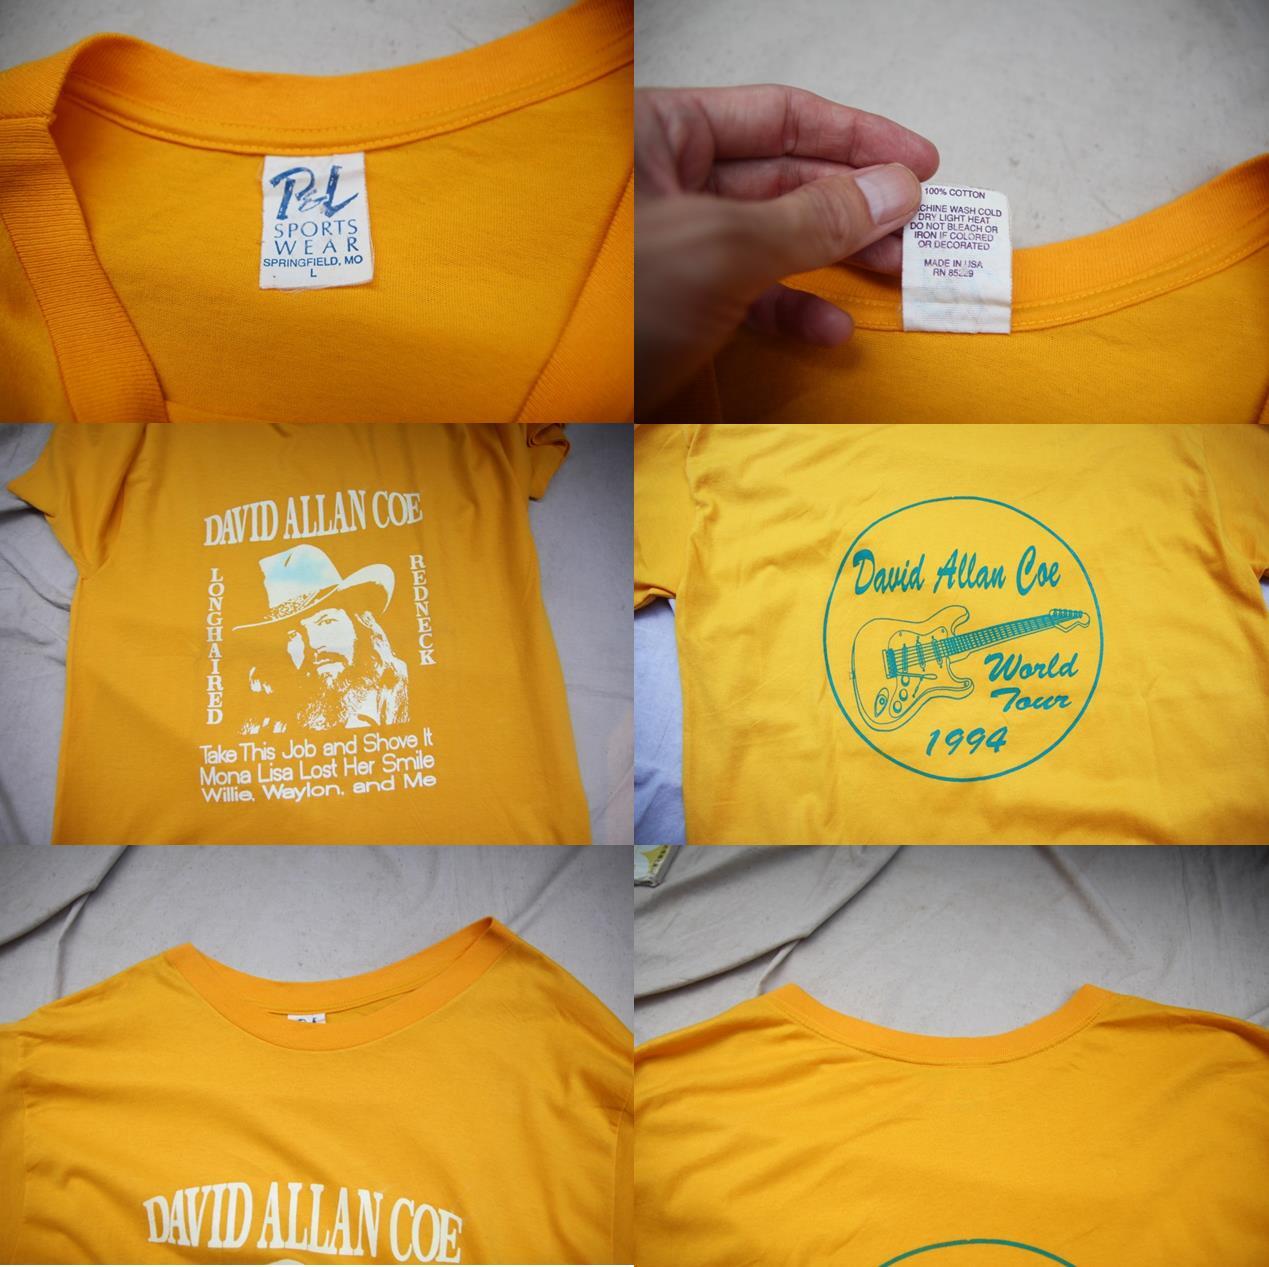 P&L
SPORTS
WEAR
SPRINGFIELD, MO
L
100% COTTON
CHINE WASH COLD
DRY LIGHT HEAT
DO NOT BLEACH OR
IRON IF COLORED
OR DECORATED
MADE IN USA
RN
DAVID ALLAN COE
LONGHAIRED
REDNECK
Take This Job and Shove It
Mona Lisa Lost Her Smile
Willie, Waylon, and Me
David Allan Coe
World
Tour
1994
DAVID ALLAN COE